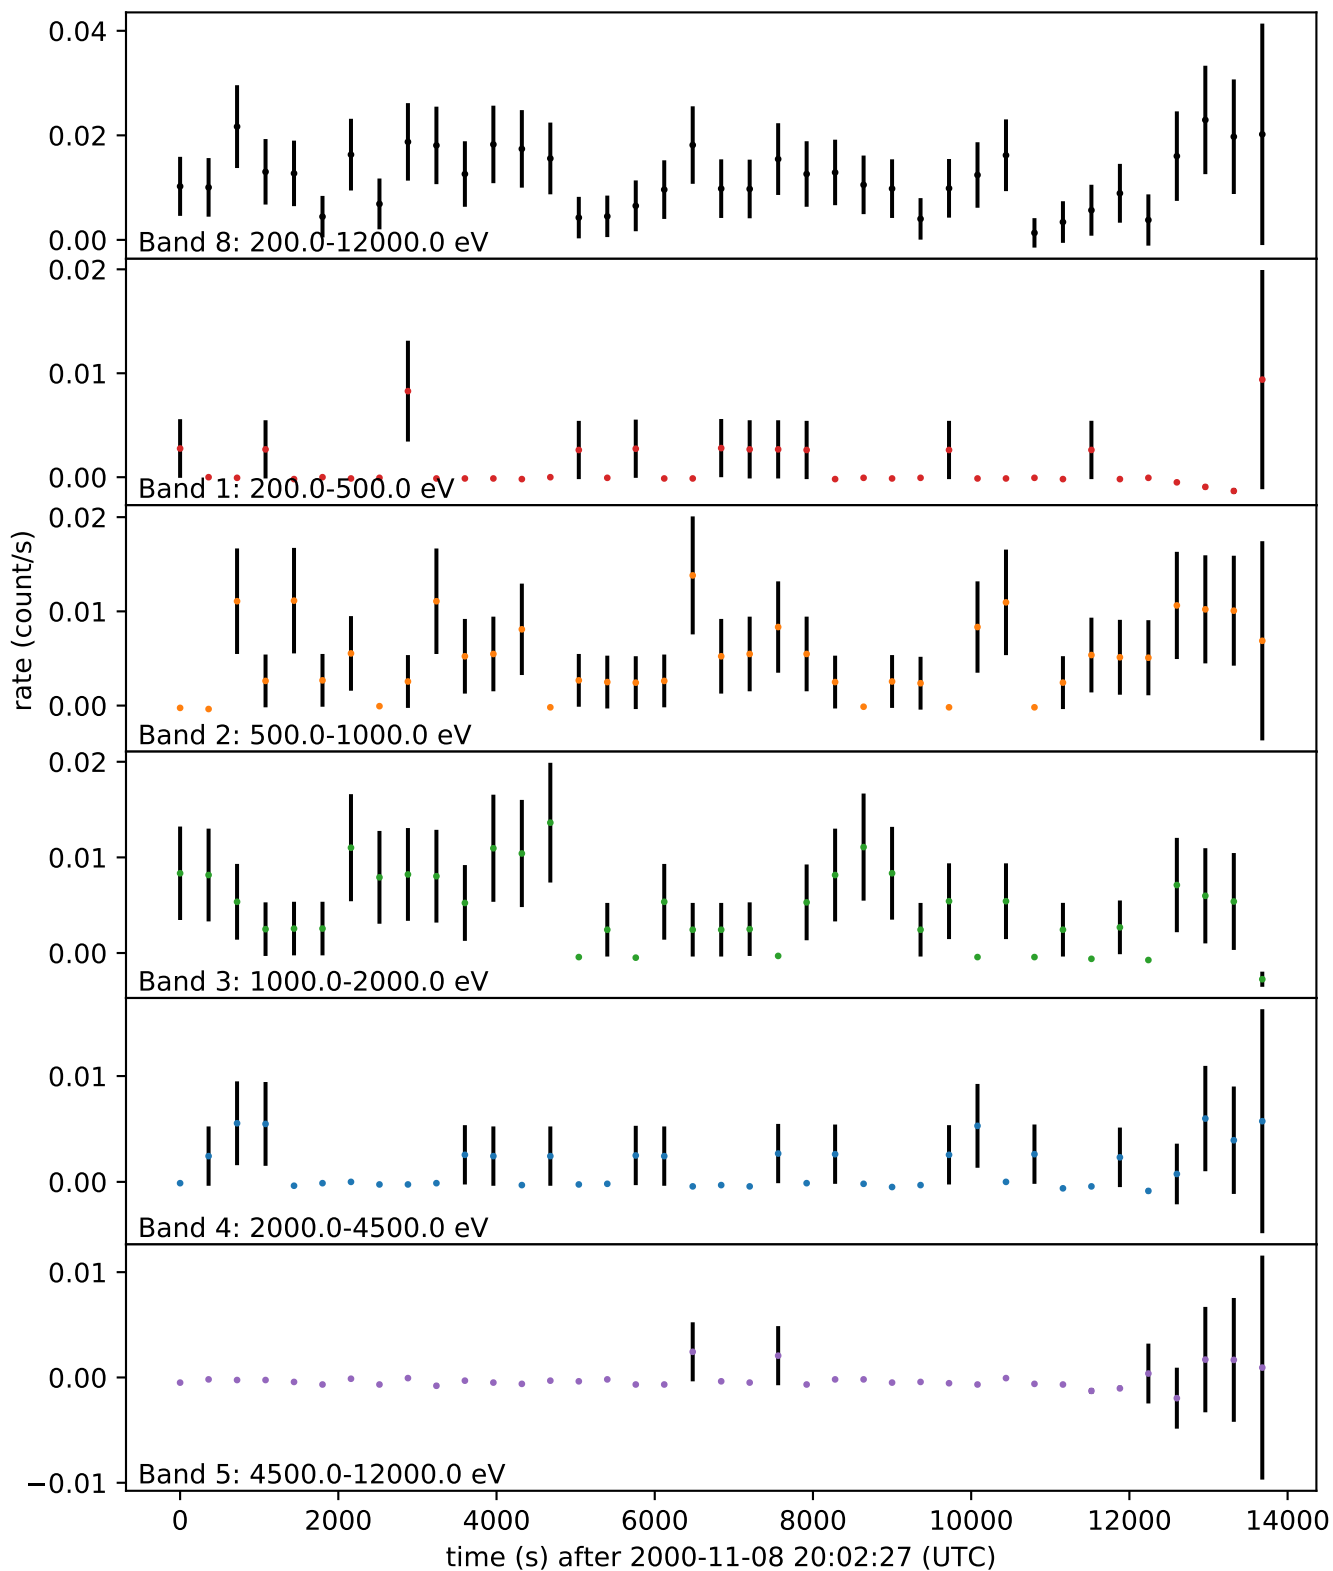 0.04
0.02
0.00
Band 8: 200.0-12000.0 eV
0.02
0.01
0.00
Band 1: 200.0-500.0 eV
0.02
0.01
0.00
Band 2: 500.0-1000.0 eV
rate (count/s)
0.02
0.01
0.00
Band 3: 1000.0-2000.0 eV
0.01
0.00
Band 4: 2000.0-4500.0 eV
0.01
0.00
−0.01
Band 5: 4500.0-12000.0 eV
0 2000 4000 6000 8000 10000 12000 14000
time (s) after 2000-11-08 20:02:27 (UTC)